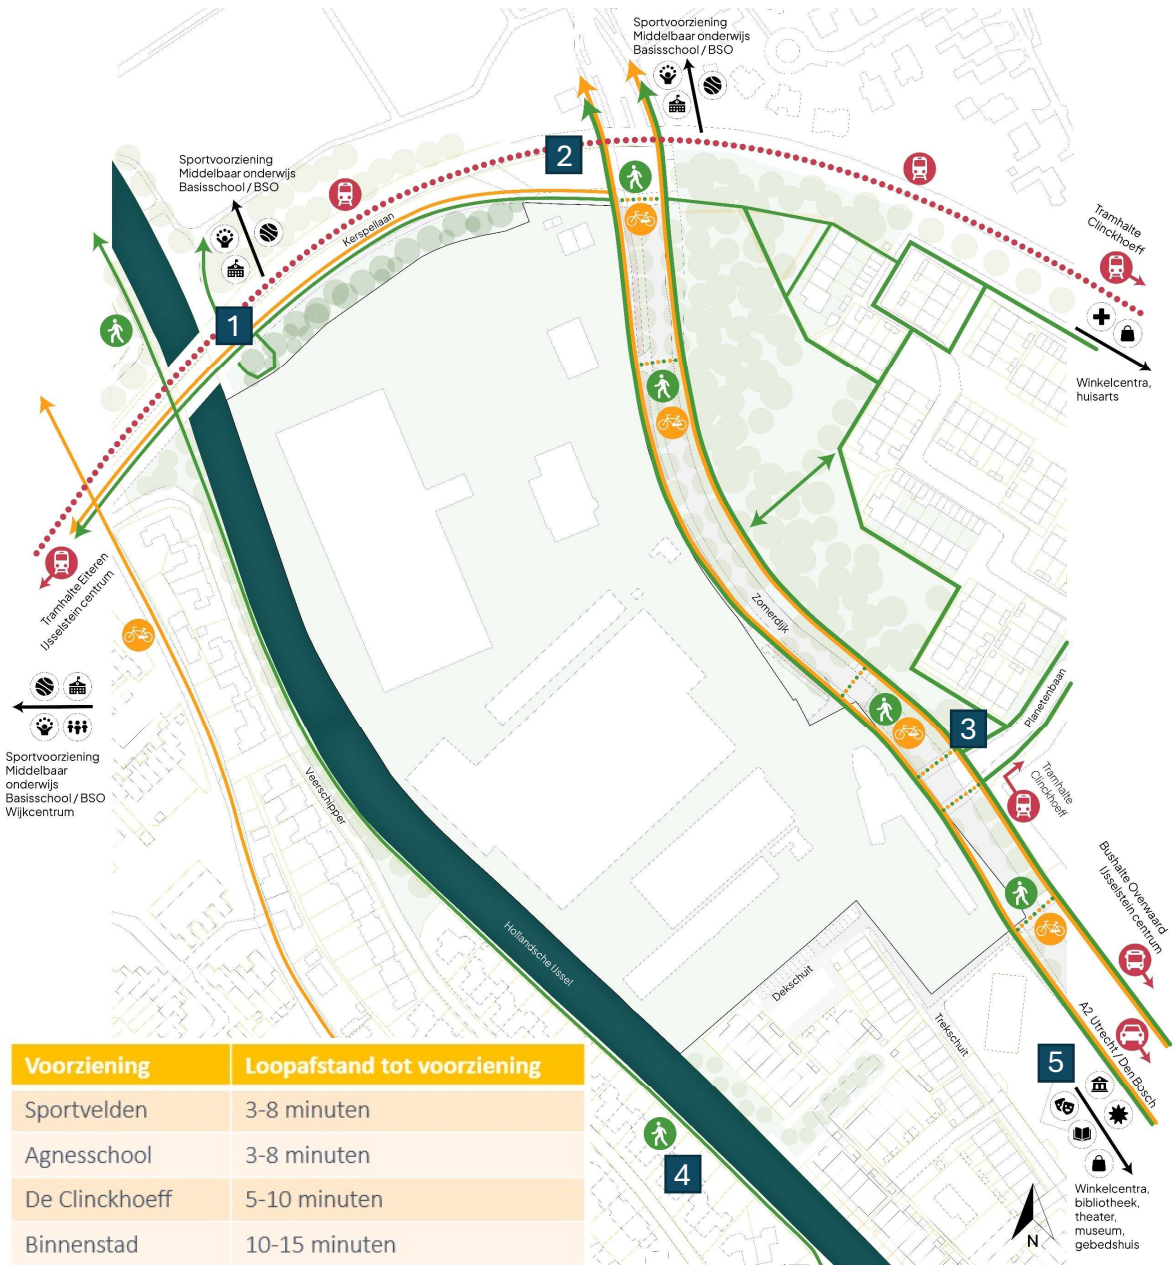 Sportvoorziening
Middelbaar onderwijs
Basisschool / BSO
2
Sportvoorziening
Middelbaar onderwijs
Basisschool / BSO
Kerspellaan
Tramhalte
Clinckhoeff
1
Winkelcentra,
huisarts
Tramhalte Eiteren
IJsselstein centrum
Zomerdijk
Planetenbaan
3
Sportvoorziening
Middelbaar
onderwijs
Basisschool / BSO
Wijkcentrum
Veerschipper
Tramhalte
Clinckhoeff
Bushalte Overwaard
IJsselstein centrum
Hollandsche IJssel
Dekschuit
Trekschuit
A2 Utrecht / Den Bosch
5
4
Winkelcentra,
bibliotheek,
theater,
museum,
gebedshuis
N
Voorziening Loopafstand tot voorziening
Sportvelden 3-8 minuten
Agnesschool 3-8 minuten
De Clinckhoeff 5-10 minuten
Binnenstad 10-15 minuten